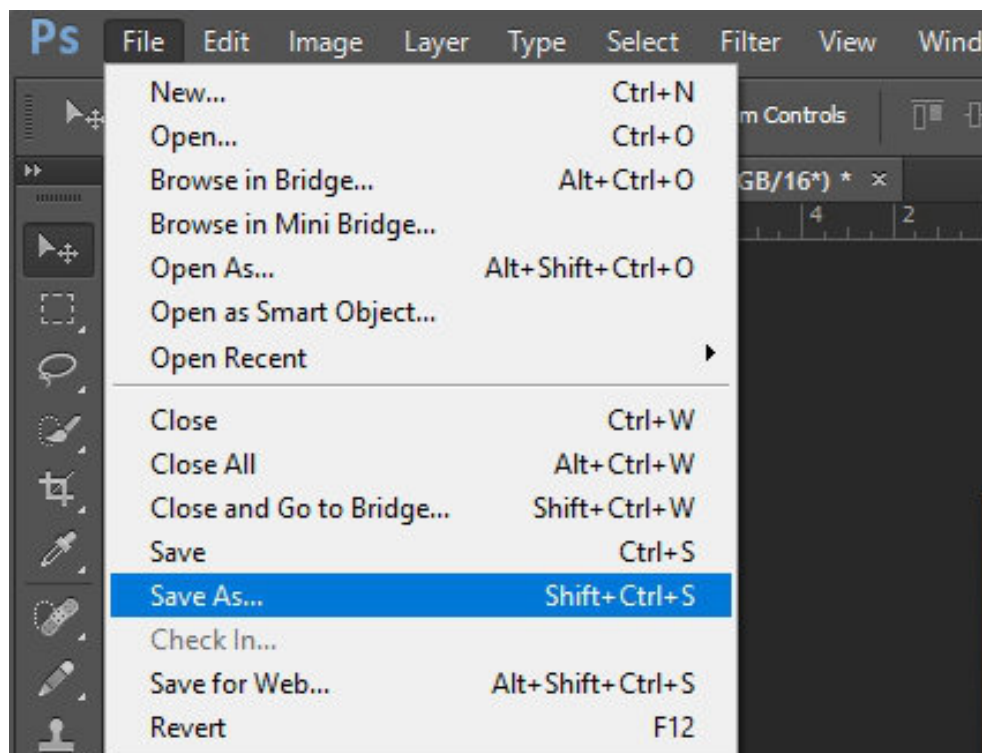 Ps File Edit Image Layer Type Select Filter View
New... Ctrl+N
m Controls
Open... Ctrl+O
Browse in Bridge... Alt+Ctrl+O
GB/16*) * ×
Browse in Mini Bridge...
4 2
Open As... Alt+Shift+Ctrl+O
Open as Smart Object...
Open Recent
Close Ctrl+W
Close All Alt+Ctrl+W
Close and Go to Bridge... Shift+Ctrl+W
Save Ctrl+S
Save As... Shift+Ctrl+S
Check In...
Save for Web... Alt+Shift+Ctrl+S
Revert F12